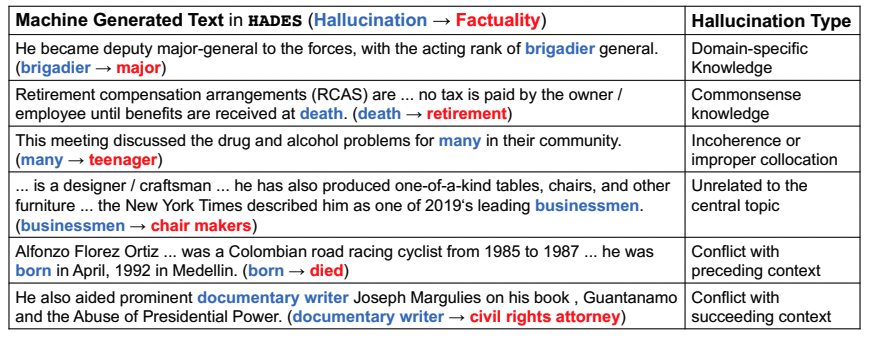 Machine Generated Text in HADES (Hallucination → Factuality) Hallucination Type
He became deputy major-general to the forces, with the acting rank of brigadier general. Domain-specific
(brigadier → major) Knowledge
Retirement compensation arrangements (RCAS) are ... no tax is paid by the owner / Commonsense
employee until benefits are received at death. (death → retirement) knowledge
This meeting discussed the drug and alcohol problems for many in their community. Incoherence or
(many → teenager) improper collocation
... is a designer / craftsman ... he has also produced one-of-a-kind tables, chairs, and other Unrelated to the
furniture ... the New York Times described him as one of 2019‘s leading businessmen. central topic
(businessmen → chair makers)
Alfonzo Florez Ortiz ... was a Colombian road racing cyclist from 1985 to 1987 ... he was Conflict with
born in April, 1992 in Medellin. (born → died) preceding context
He also aided prominent documentary writer Joseph Margulies on his book , Guantanamo Conflict with
and the Abuse of Presidential Power. (documentary writer → civil rights attorney) succeeding context